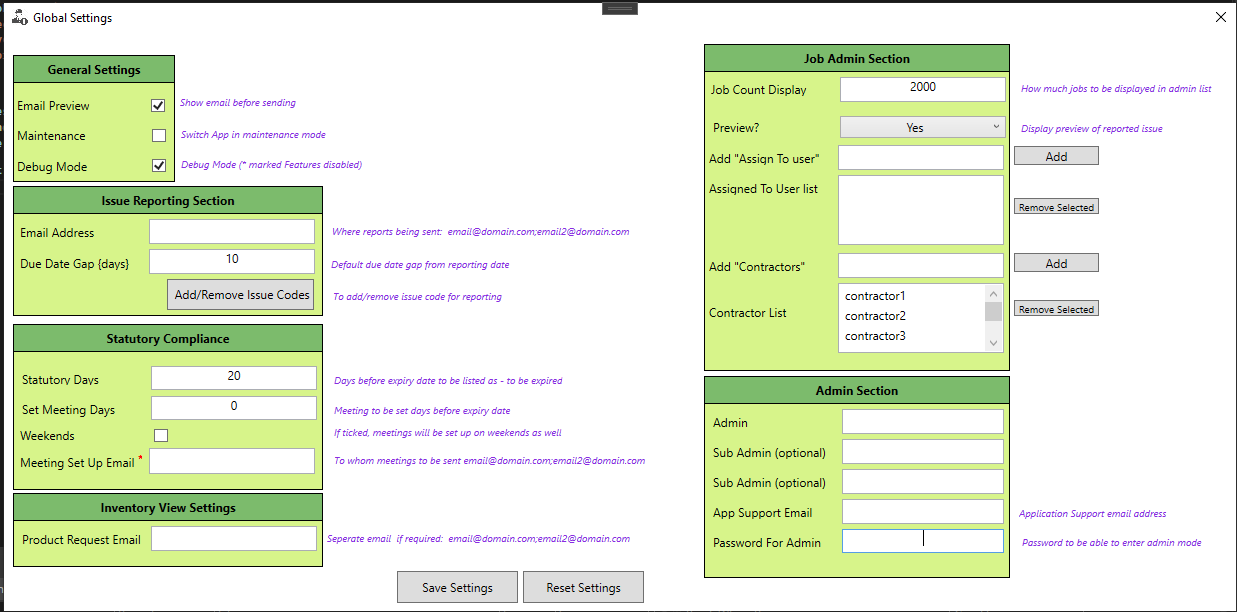 Global Settings
General Settings
Email Preview
Show email before sending
Maintenance
Switch App in maintenance mode
Debug Mode
Debug Mode (* marked Features disabled)
Issue Reporting Section
Email Address
Where reports being sent: email@domain.com;email2@domain.com
Due Date Gap {days}
10
Default due date gap from reporting date
Add/Remove Issue Codes
To add/remove issue code for reporting
Statutory Compliance
Statutory Days
20
Days before expiry date to be listed as - to be expired
Set Meeting Days
0
Meeting to be set days before expiry date
Weekends
If ticked, meetings will be set up on weekends as well
Meeting Set Up Email *
To whom meetings to be sent email@domain.com;email2@domain.com
Inventory View Settings
Product Request Email
Seperate email if required: email@domain.com;email2@domain.com
Save Settings
Reset Settings
Job Admin Section
Job Count Display
2000
How much jobs to be displayed in admin list
Preview?
Yes
Display preview of reported issue
Add "Assign To user"
Add
Assigned To User list
Remove Selected
Add "Contractors"
Add
Contractor List
contractor1
contractor2
contractor3
Remove Selected
Admin Section
Admin
Sub Admin (optional)
Sub Admin (optional)
App Support Email
Application Support email address
Password For Admin
Password to be able to enter admin mode